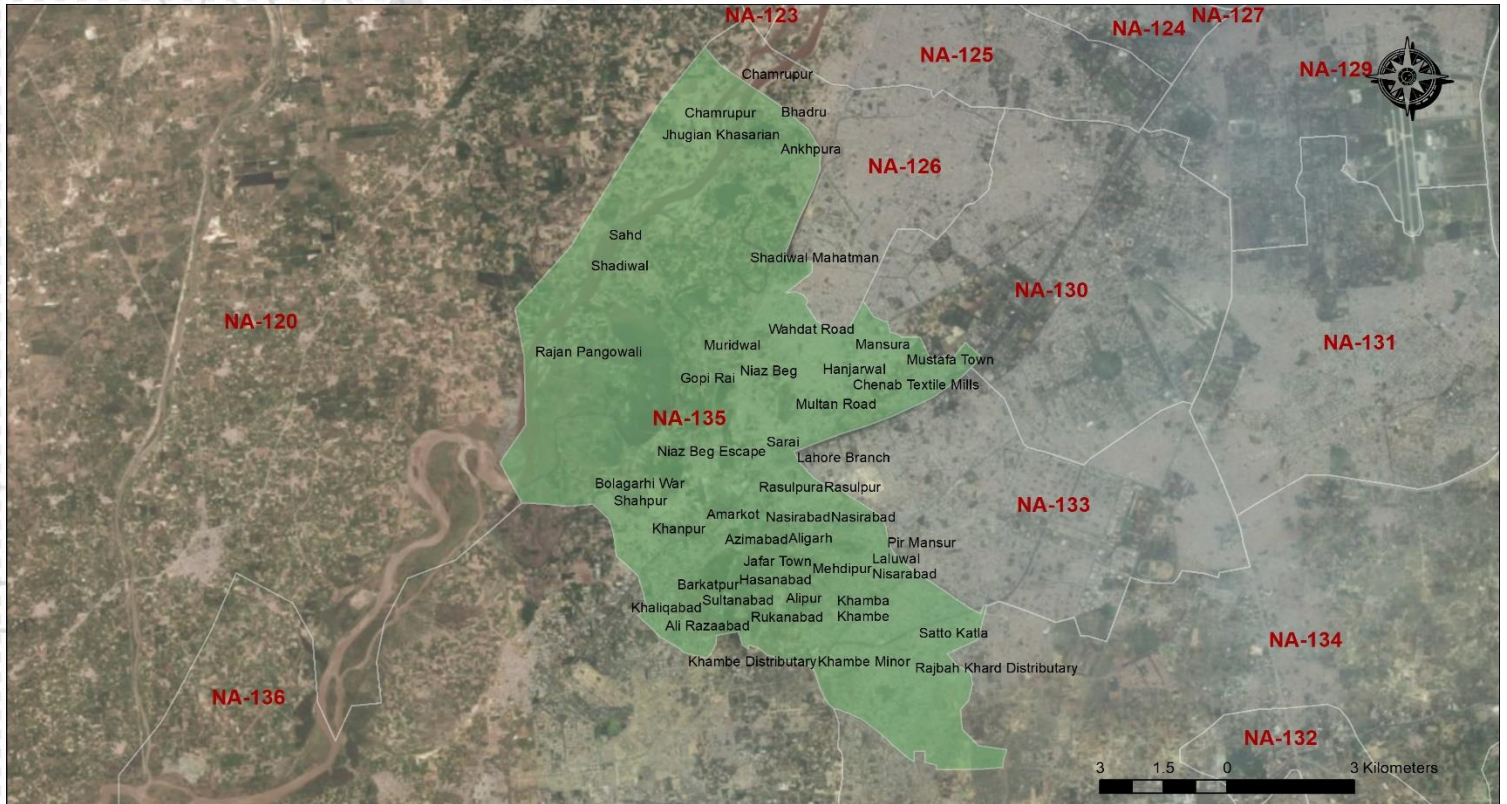 NA-123
NA-127
NA-124
NA-125
NA-129
Chamrupur
Chamrupur
Bhadru
Jhugian Khasarian
Ankhpura
NA-126
Sahd
Shadiwal Mahatman
Shadiwal
NA-130
NA-120
Wahdat Road
NA-131
Muridwal
Mansura
Rajan Pangowali
Mustafa Town
Niaz Beg
Hanjarwal
Gopi Rai
Chenab Textile Mills
Multan Road
NA-135
Sarai
Niaz Beg Escape
Lahore Branch
Bolagarhi War
Rasulpura
Rasulpur
Shahpur
NA-133
Amarkot
Nasirabad
Nasirabad
Khanpur
Azimabad
Aligarh
Pir Mansur
Jafar Town
Laluwal
Mehdipur
Nisarabad
Barkatpur
Hasanabad
Khaliqabad
Sultanabad
Alipur
Khamba
Ali Razaabad
Rukanabad
Khambe
Satto Katla
NA-134
Khambe Distributary
Khambe Minor
Rajbah Khard Distributary
NA-136
NA-132
3 1.5 0 3 Kilometers